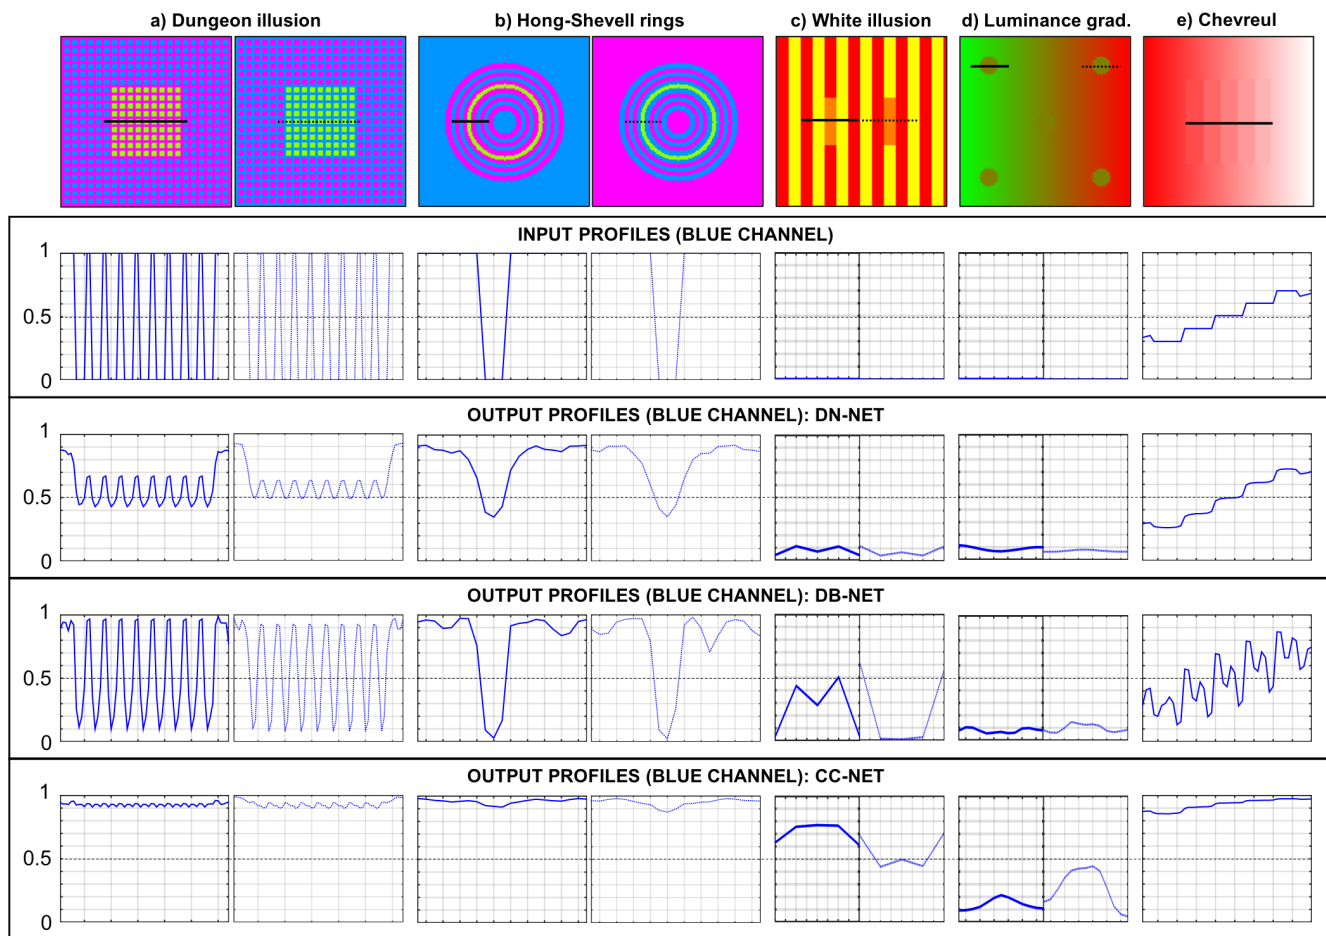 a) Dungeon illusion
b) Hong-Shevell rings
c) White illusion
d) Luminance grad.
e) Chevreul
INPUT PROFILES (BLUE CHANNEL)
1
0.5
0
OUTPUT PROFILES (BLUE CHANNEL): DN-NET
1
0.5
0
OUTPUT PROFILES (BLUE CHANNEL): DB-NET
1
0.5
0
OUTPUT PROFILES (BLUE CHANNEL): CC-NET
1
0.5
0